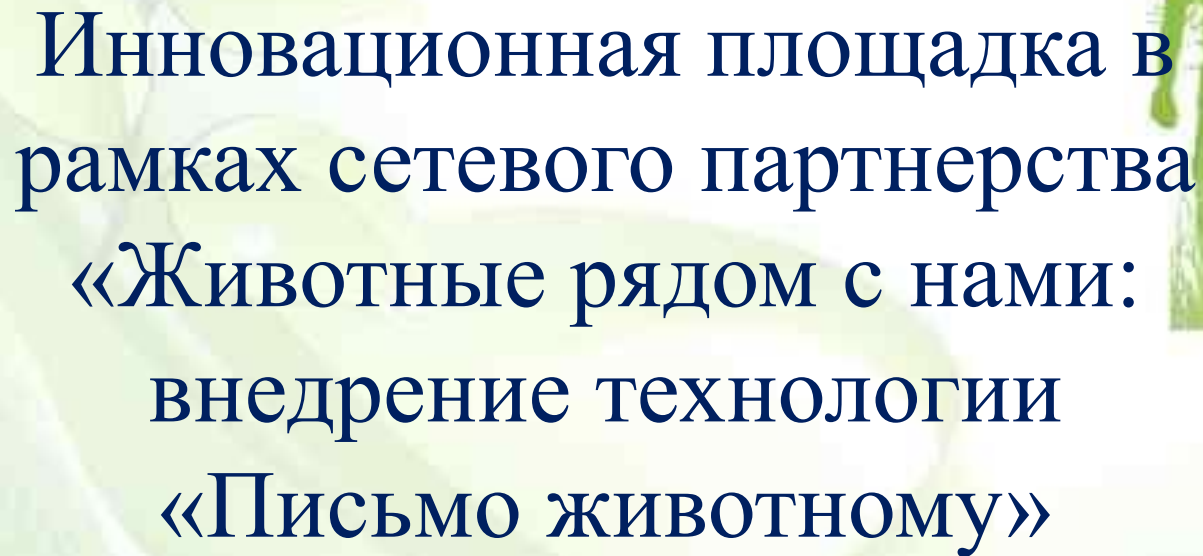 Инновационная площадка в
рамках сетевого партнерства
«Животные рядом с нами:
внедрение технологии
«Письмо животному»